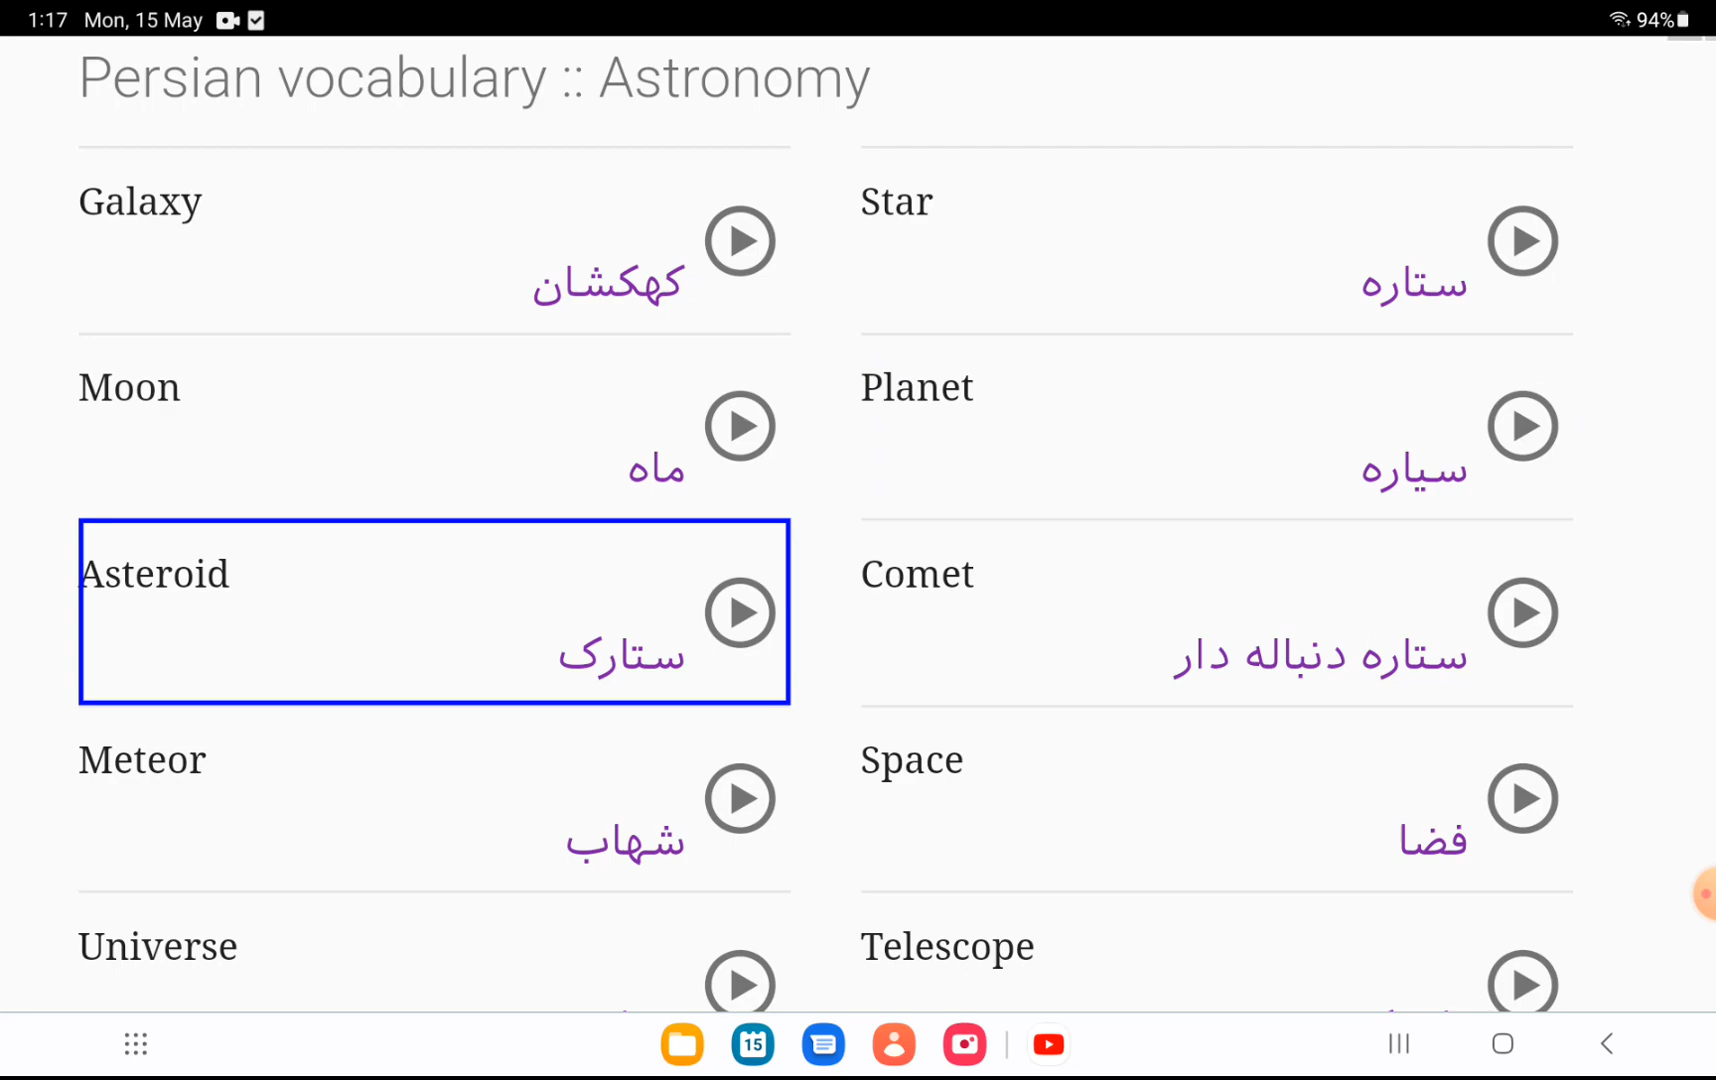 1:17 Mon, 15 May
94%
Persian vocabulary :: Astronomy
Galaxy
کهکشان
Star
ستاره
Moon
ماه
Planet
سیاره
Asteroid
ستارک
Comet
ستاره دنباله دار
Meteor
شهاب
Space
فضا
Universe
Telescope
15